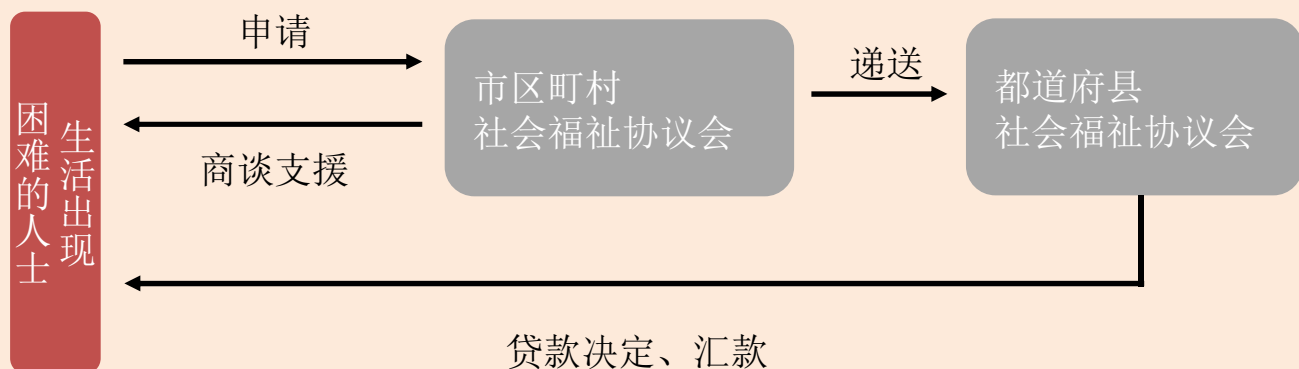 生活出现
困难的人士
申请
商谈支援
市区町村
社会福祉协议会
递送
都道府县
社会福祉协议会
贷款决定、汇款